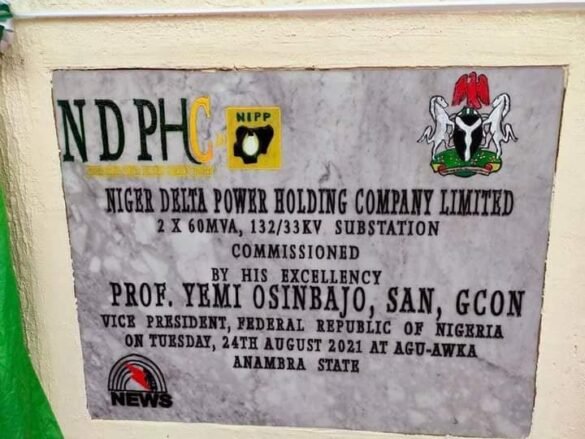 NDPHC
NIPP
NIGER DELTA POWER HOLDING COMPANY LIMITED
2 X 60MVA, 132/33KV SUBSTATION
COMMISSIONED
BY HIS EXCELLENCY
PROF. YEMI OSINBAJO, SAN, GCON
VICE PRESIDENT, FEDERAL REPUBLIC OF NIGERIA
ON TUESDAY, 24TH AUGUST 2021 AT AGU-AWKA
ANAMBRA STATE
NEWS